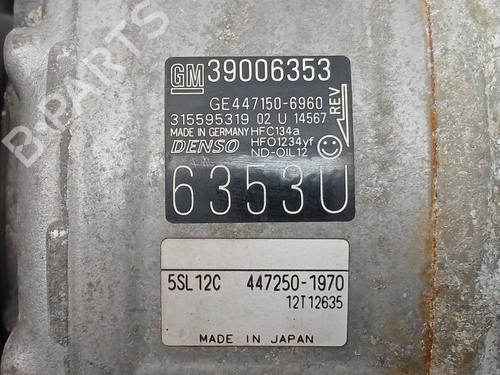 GM 39006353
GE447150-6960
315595319 02 U 14567
MADE IN GERMANY HFC134a
DENSO HFO1234yf
ND-OIL12
REV
6353U
5SL12C 447250-1970
12T12635
MADE IN JAPAN
B PARTS